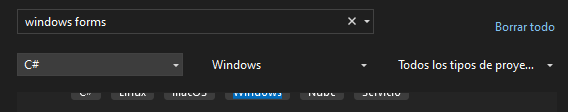 windows forms
Borrar todo
C# Windows Todos los tipos de proye...
C# Linux macOS Windows Nube Servicio